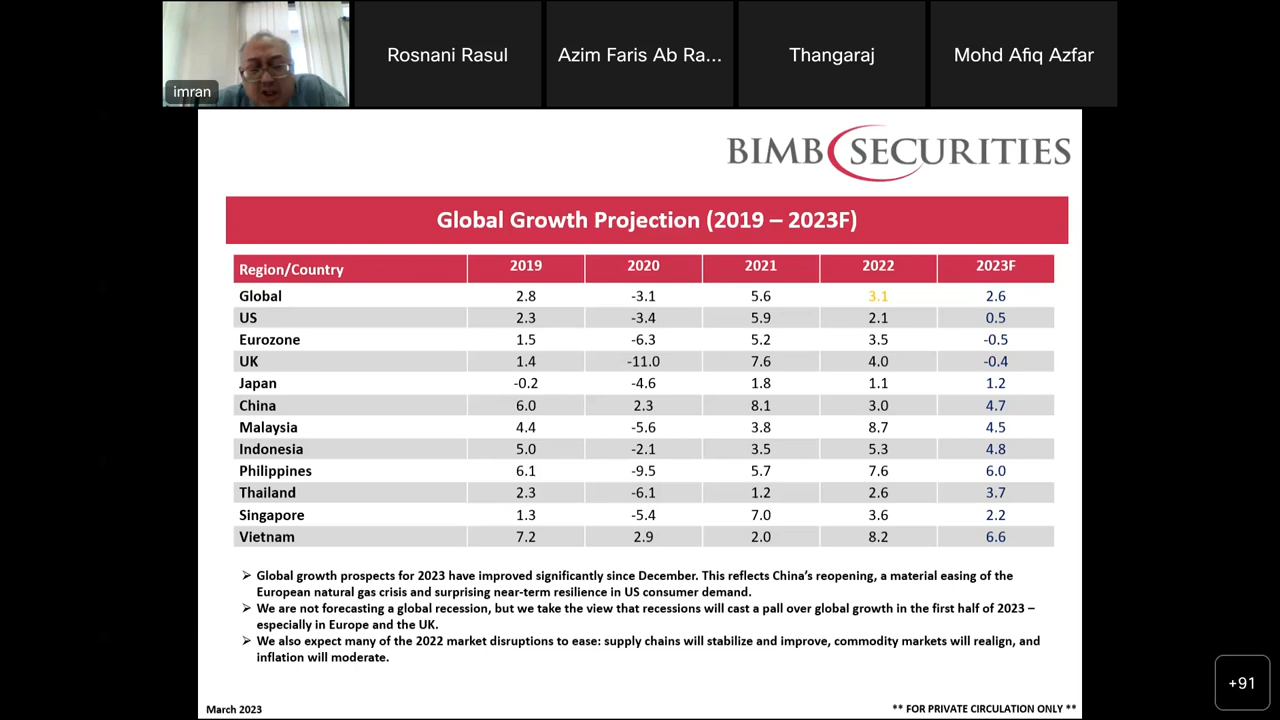 imran
Rosnani Rasul
Azim Faris Ab Ra...
Thangaraj
Mohd Afiq Azfar
BIMB SECURITIES
Global Growth Projection (2019 – 2023F)
Region/Country 2019 2020 2021 2022 2023F
Global 2.8 -3.1 5.6 3.1 2.6
US 2.3 -3.4 5.9 2.1 0.5
Eurozone 1.5 -6.3 5.2 3.5 -0.5
UK 1.4 -11.0 7.6 4.0 -0.4
Japan -0.2 -4.6 1.8 1.1 1.2
China 6.0 2.3 8.1 3.0 4.7
Malaysia 4.4 -5.6 3.8 8.7 4.5
Indonesia 5.0 -2.1 3.5 5.3 4.8
Philippines 6.1 -9.5 5.7 7.6 6.0
Thailand 2.3 -6.1 1.2 2.6 3.7
Singapore 1.3 -5.4 7.0 3.6 2.2
Vietnam 7.2 2.9 2.0 8.2 6.6
➢ Global growth prospects for 2023 have improved significantly since December. This reflects China's reopening, a material easing of the
European natural gas crisis and surprising near-term resilience in US consumer demand.
➢ We are not forecasting a global recession, but we take the view that recessions will cast a pall over global growth in the first half of 2023 –
especially in Europe and the UK.
➢ We also expect many of the 2022 market disruptions to ease: supply chains will stabilize and improve, commodity markets will realign, and
inflation will moderate.
+91
March 2023
** FOR PRIVATE CIRCULATION ONLY **